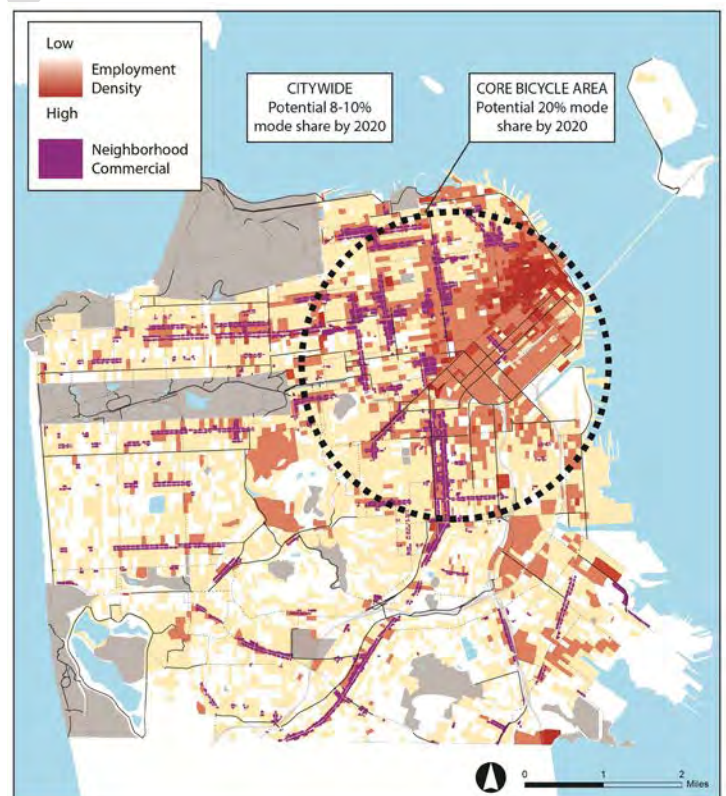 Low
Employment
Density
High
Neighborhood
Commercial
CITYWIDE
Potential 8-10%
mode share by 2020
CORE BICYCLE AREA
Potential 20% mode
share by 2020
0 1 2
Miles